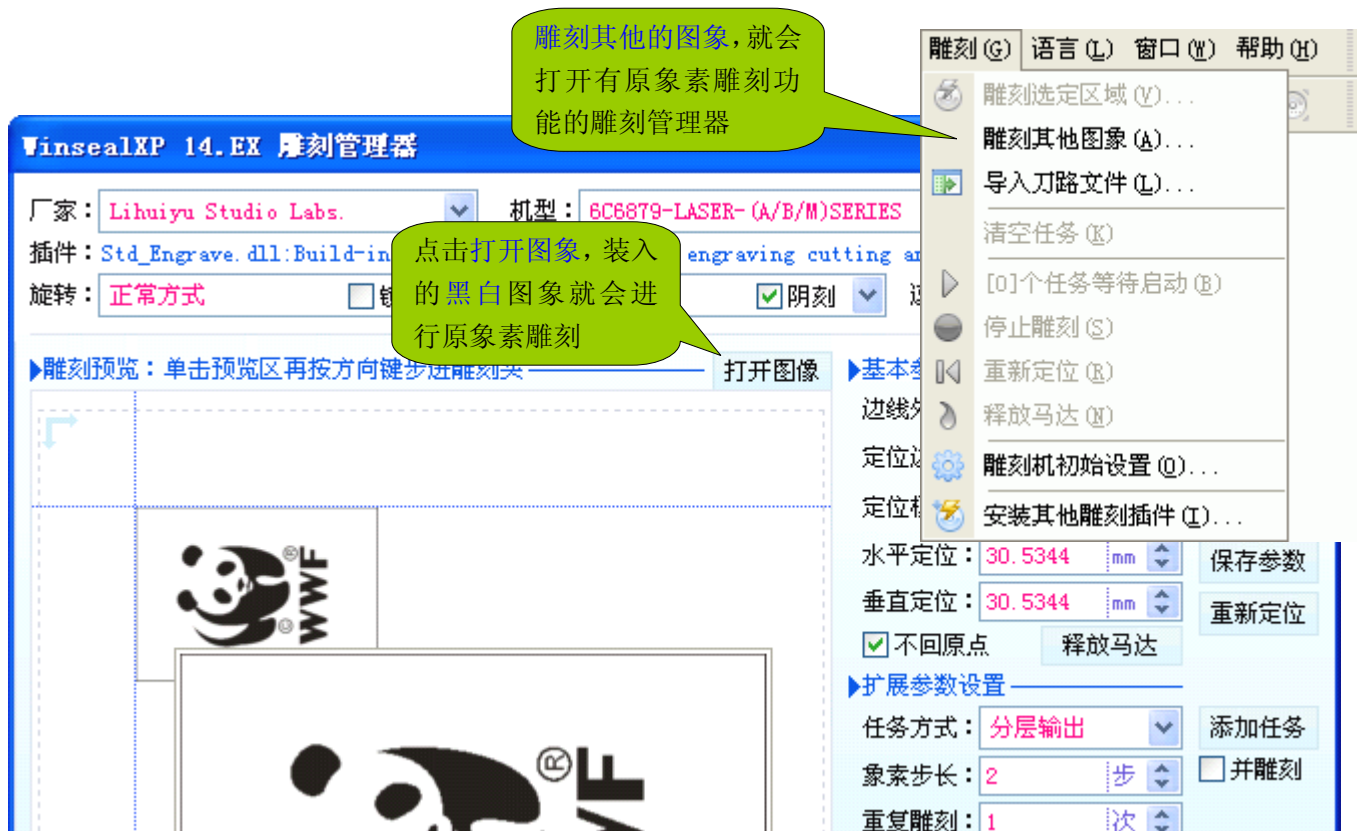 雕刻其他的图象，就会
打开有原象素雕刻功
能的雕刻管理器
雕刻(G) 语言(L) 窗口(W) 帮助(H)
雕刻选定区域(V)...
雕刻其他图象(A)...
导入刀路文件(L)...
清空任务(K)
[0]个任务等待启动(B)
停止雕刻(S)
重新定位(R)
释放马达(N)
雕刻机初始设置(O)...
安装其他雕刻插件(I)...
WinsealXP 14.EX 雕刻管理器
厂家：Lihuiyu Studio Labs. 机型：6C6879-LASER-(A/B/M)SERIES
插件：Std_Engrave.dll:Build-in engraving cutting
旋转：正常方式 阴刻
点击打开图象，装入
的黑白图象就会进
行原象素雕刻
雕刻预览：单击预览区再按方向键步进雕刻头 打开图像 基本
边线
定位
定位
水平定位：30.5344 mm 保存参数
垂直定位：30.5344 mm 重新定位
不回原点 释放马达
扩展参数设置
任务方式：分层输出 添加任务
象素步长：2 步 并雕刻
重复雕刻：1 次
WWF®
WF®